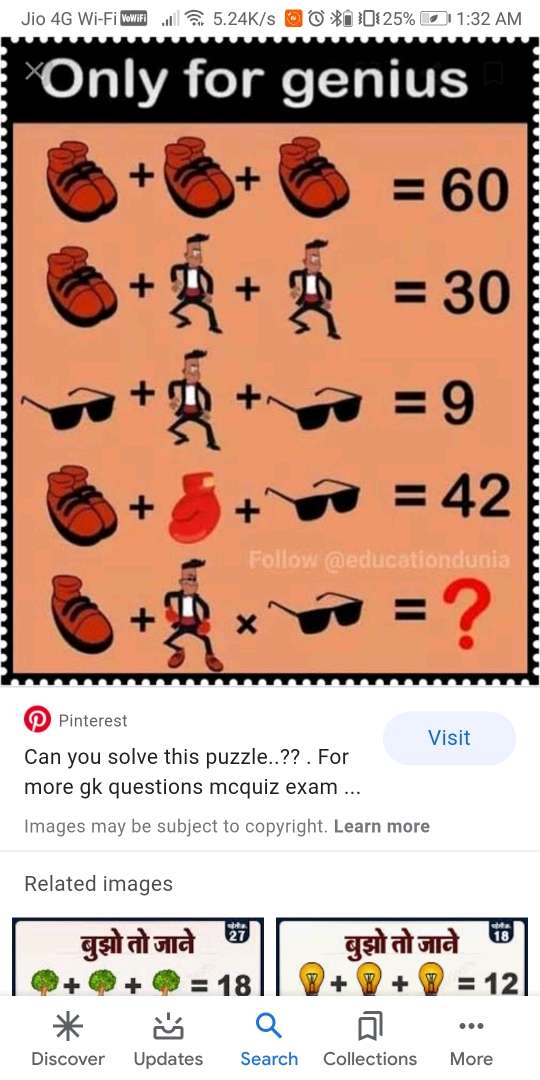 Jio 4G Wi-Fi VoWiFi 5.24K/s 25% 1:32 AM
Only for genius
+ + = 60
+ + = 30
+ + = 9
+ + = 42
Follow @educationdunia
+ × = ?
Pinterest
Visit
Can you solve this puzzle..?? . For
more gk questions mcquiz exam ...
Images may be subject to copyright. Learn more
Related images
बुझो तो जाने 27
बुझो तो जाने 18
+ + = 18
+ + = 12
Discover Updates Search Collections More